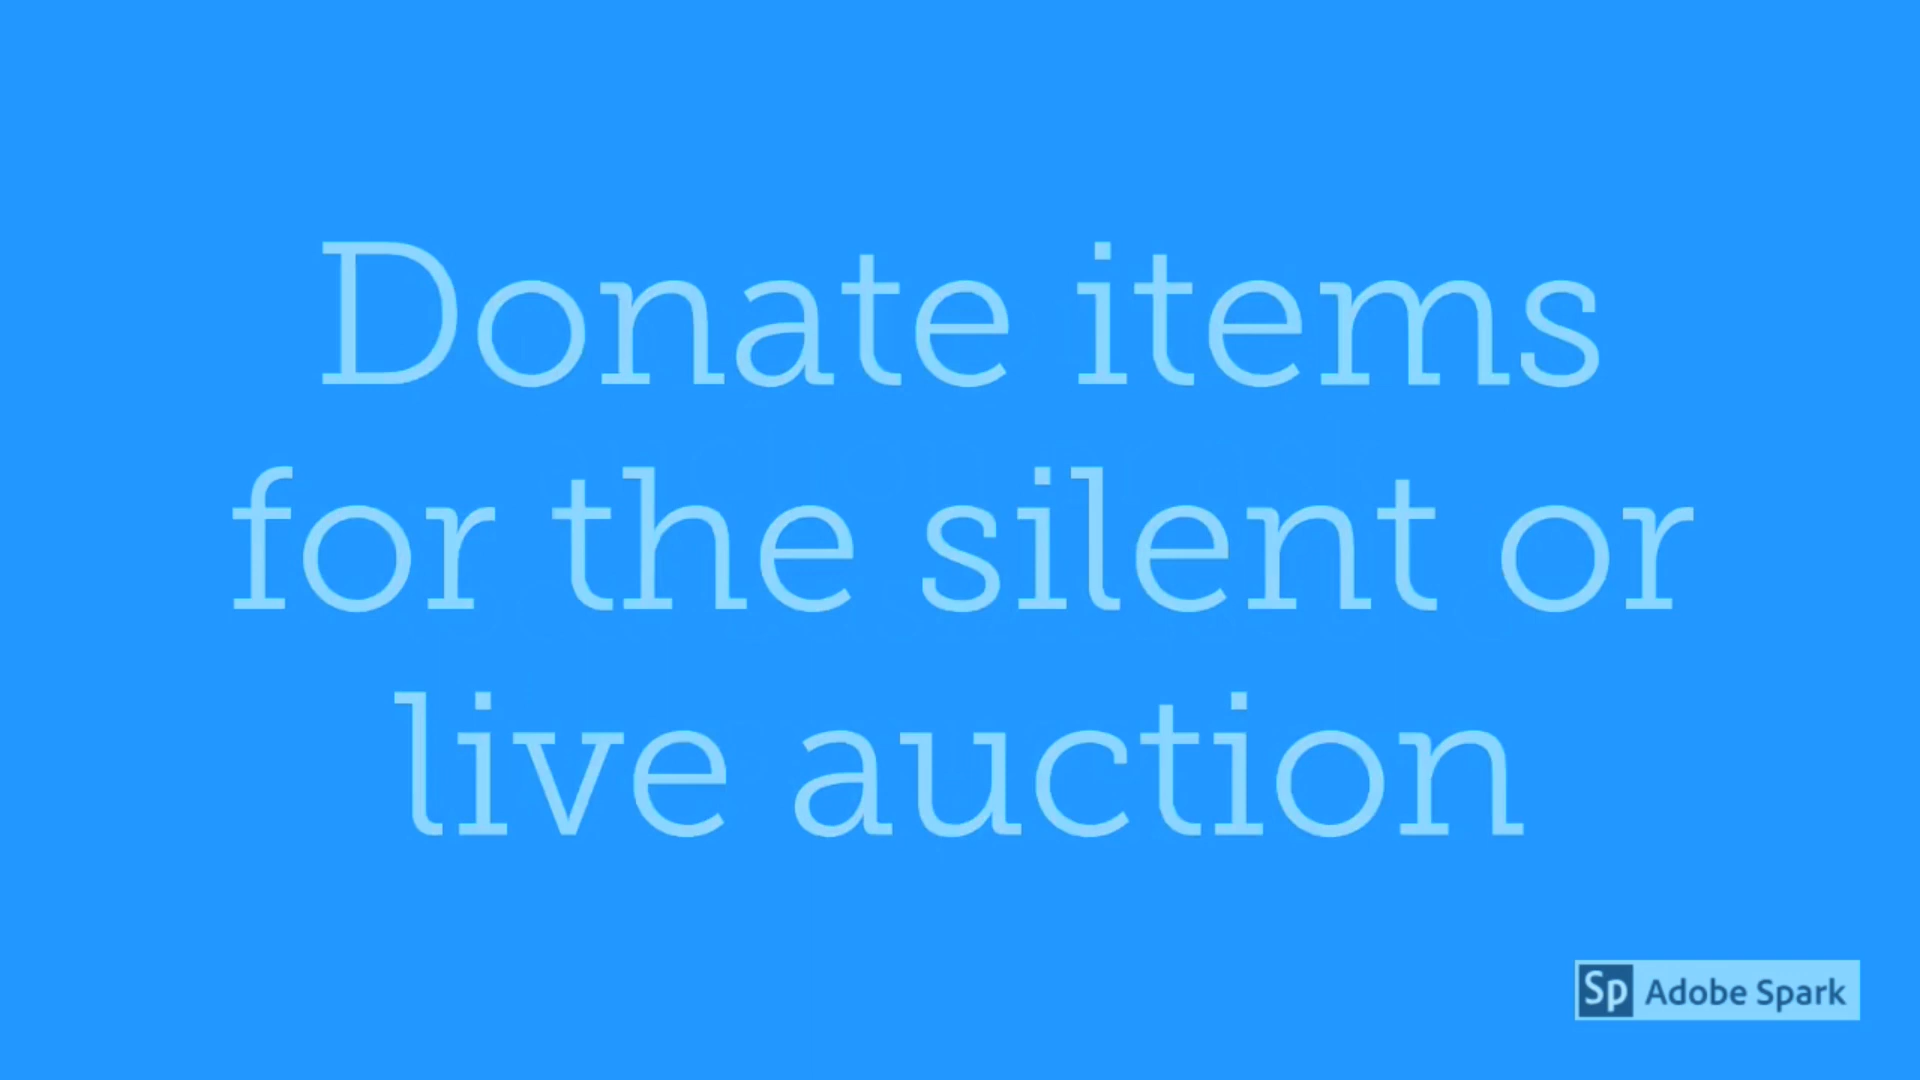 Donate items
for the silent or
live auction
Sp Adobe Spark